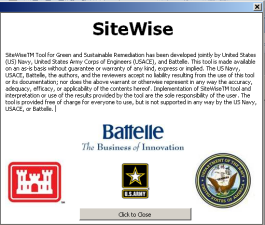 SiteWise
SiteWiseTM Tool for Green and Sustainable Remediation has been developed jointly by United States
(US) Navy, United States Army Corps of Engineers (USACE), and Battelle. This tool is made available
on an as-is basis without guarantee or warranty of any kind, express or implied. The US Navy,
USACE, Battelle, the authors, and the reviewers accept no liability resulting from the use of this tool
or its documentation; nor does the above warrant or otherwise represent in any way the accuracy,
adequacy, efficacy, or applicability of the contents hereof. Implementation of SiteWiseTM tool and
interpretation or use of the results provided by the tool are the sole responsibility of the user. The
tool is provided free of charge for everyone to use, but is not supported in any way by the US Navy,
USACE, or Battelle.
Battelle
The Business of Innovation
U.S.ARMY
Click to Close